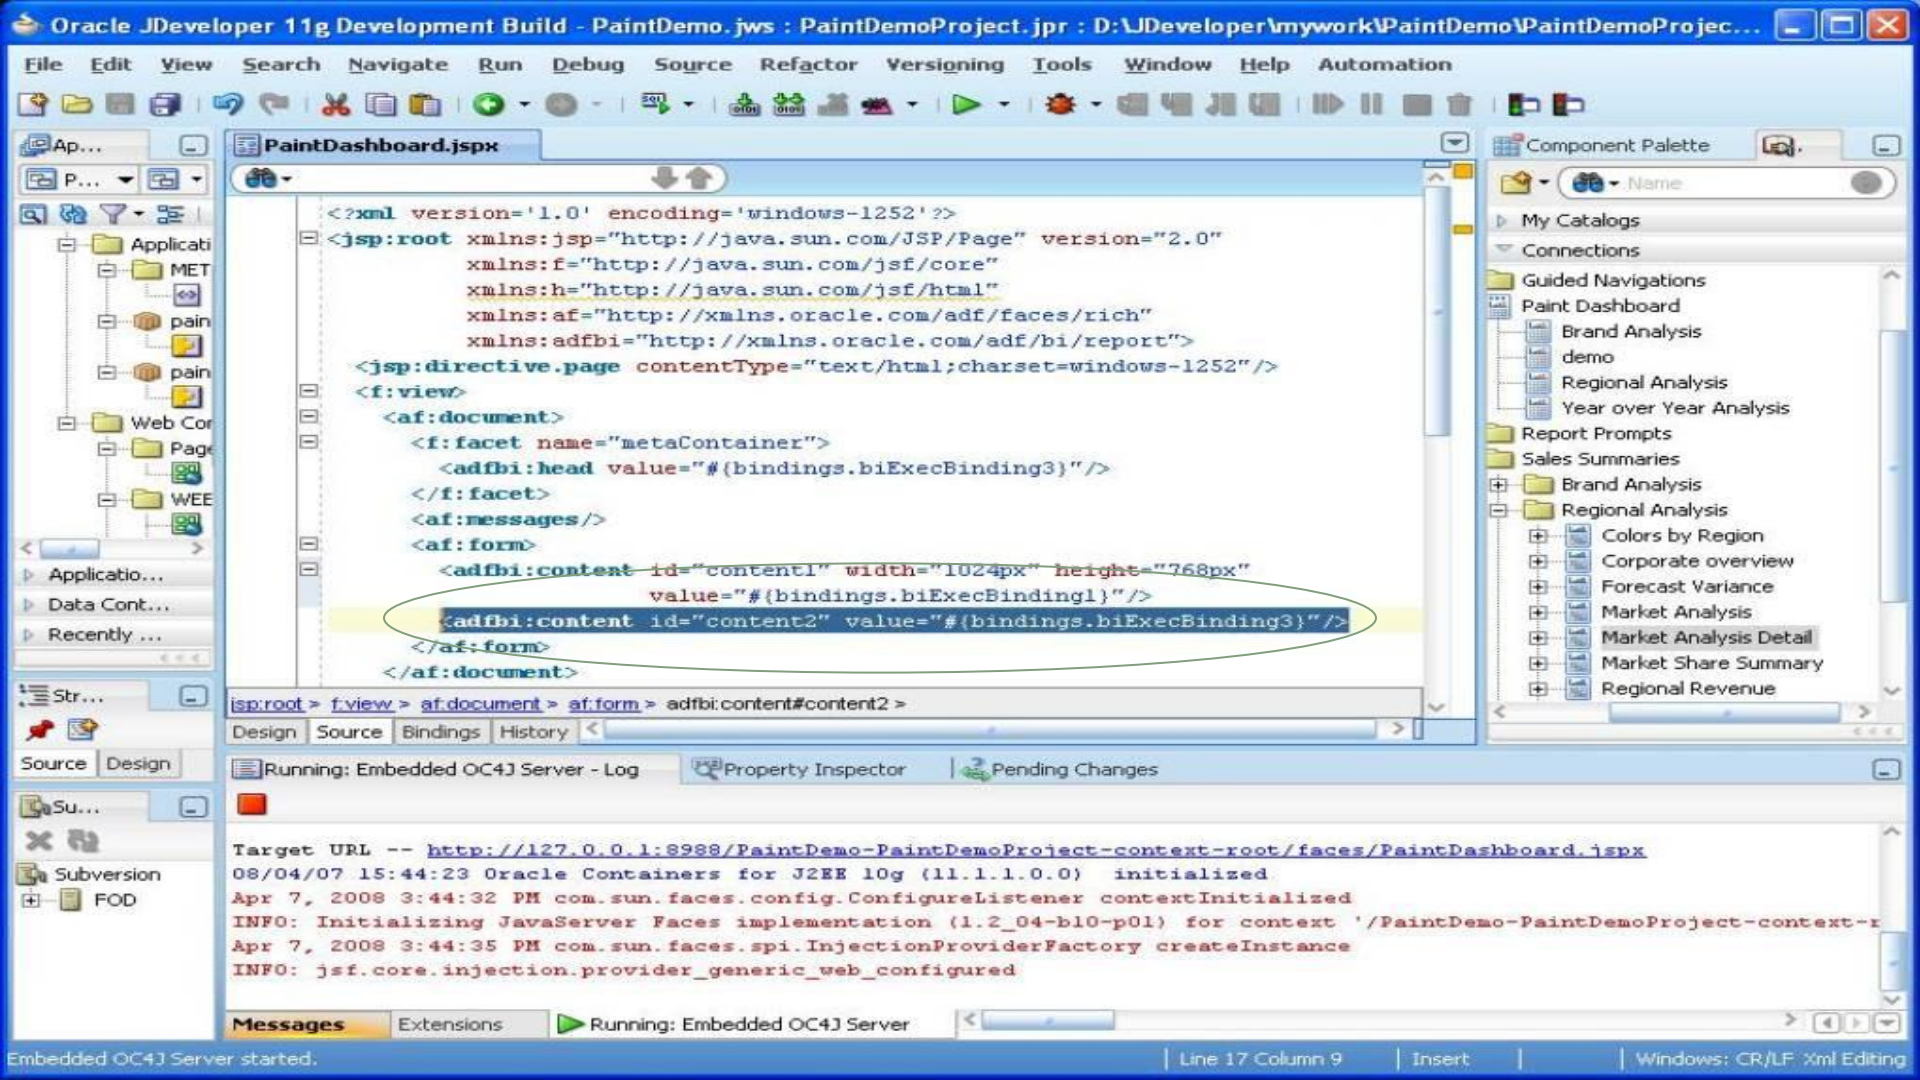 Oracle JDeveloper 11g Development Build - PaintDemo.jws : PaintDemoProject.jpr : D:\JDeveloper\mywork\PaintDemo\PaintDemoProjec...
File Edit View Search Navigate Run Debug Source Refactor Versioning Tools Window Help Automation
Ap...
P...
Applicati
MET
pain
pain
Web Con
Page
WEE
Applicatio...
Data Cont...
Recently ...
Str...
Source Design
Su...
Subversion
FOD
PaintDashboard.jspx
<?xml version='1.0' encoding='windows-1252'?>
<jsp:root xmlns:jsp="http://java.sun.com/JSP/Page" version="2.0"
xmlns:f="http://java.sun.com/jsf/core"
xmlns:h="http://java.sun.com/jsf/html"
xmlns:af="http://xmlns.oracle.com/adf/faces/rich"
xmlns:adfbi="http://xmlns.oracle.com/adf/bi/report">
<jsp:directive.page contentType="text/html;charset=windows-1252"/>
<f:view>
<af:document>
<f:facet name="metaContainer">
<adfbi:head value="#{bindings.biExecBinding3}"/>
</f:facet>
<af:messages/>
<af:form>
<adfbi:content id="content1" width="1024px" height="768px"
value="#{bindings.biExecBinding1}"/>
<adfbi:content id="content2" value="#{bindings.biExecBinding3}"/>
</af:form>
</af:document>
jsp:root > f:view > af:document > af:form > adfbi:content#content2 >
Design Source Bindings History
Component Palette
Name
My Catalogs
Connections
Guided Navigations
Paint Dashboard
Brand Analysis
demo
Regional Analysis
Year over Year Analysis
Report Prompts
Sales Summaries
Brand Analysis
Regional Analysis
Colors by Region
Corporate overview
Forecast Variance
Market Analysis
Market Analysis Detail
Market Share Summary
Regional Revenue
Running: Embedded OC4J Server - Log Property Inspector Pending Changes
Target URL -- http://127.0.0.1:8988/PaintDemo-PaintDemoProject-context-root/faces/PaintDashboard.jspx
08/04/07 15:44:23 Oracle Containers for J2EE 10g (11.1.1.0.0) initialized
Apr 7, 2008 3:44:32 PM com.sun.faces.config.ConfigureListener contextInitialized
INFO: Initializing JavaServer Faces implementation (1.2_04-b10-p01) for context '/PaintDemo-PaintDemoProject-context-r
Apr 7, 2008 3:44:35 PM com.sun.faces.spi.InjectionProviderFactory createInstance
INFO: jsf.core.injection.provider_generic_web_configured
Messages Extensions Running: Embedded OC4J Server
Embedded OC4J Server started. Line 17 Column 9 Insert Windows: CR/LF Xml Editing